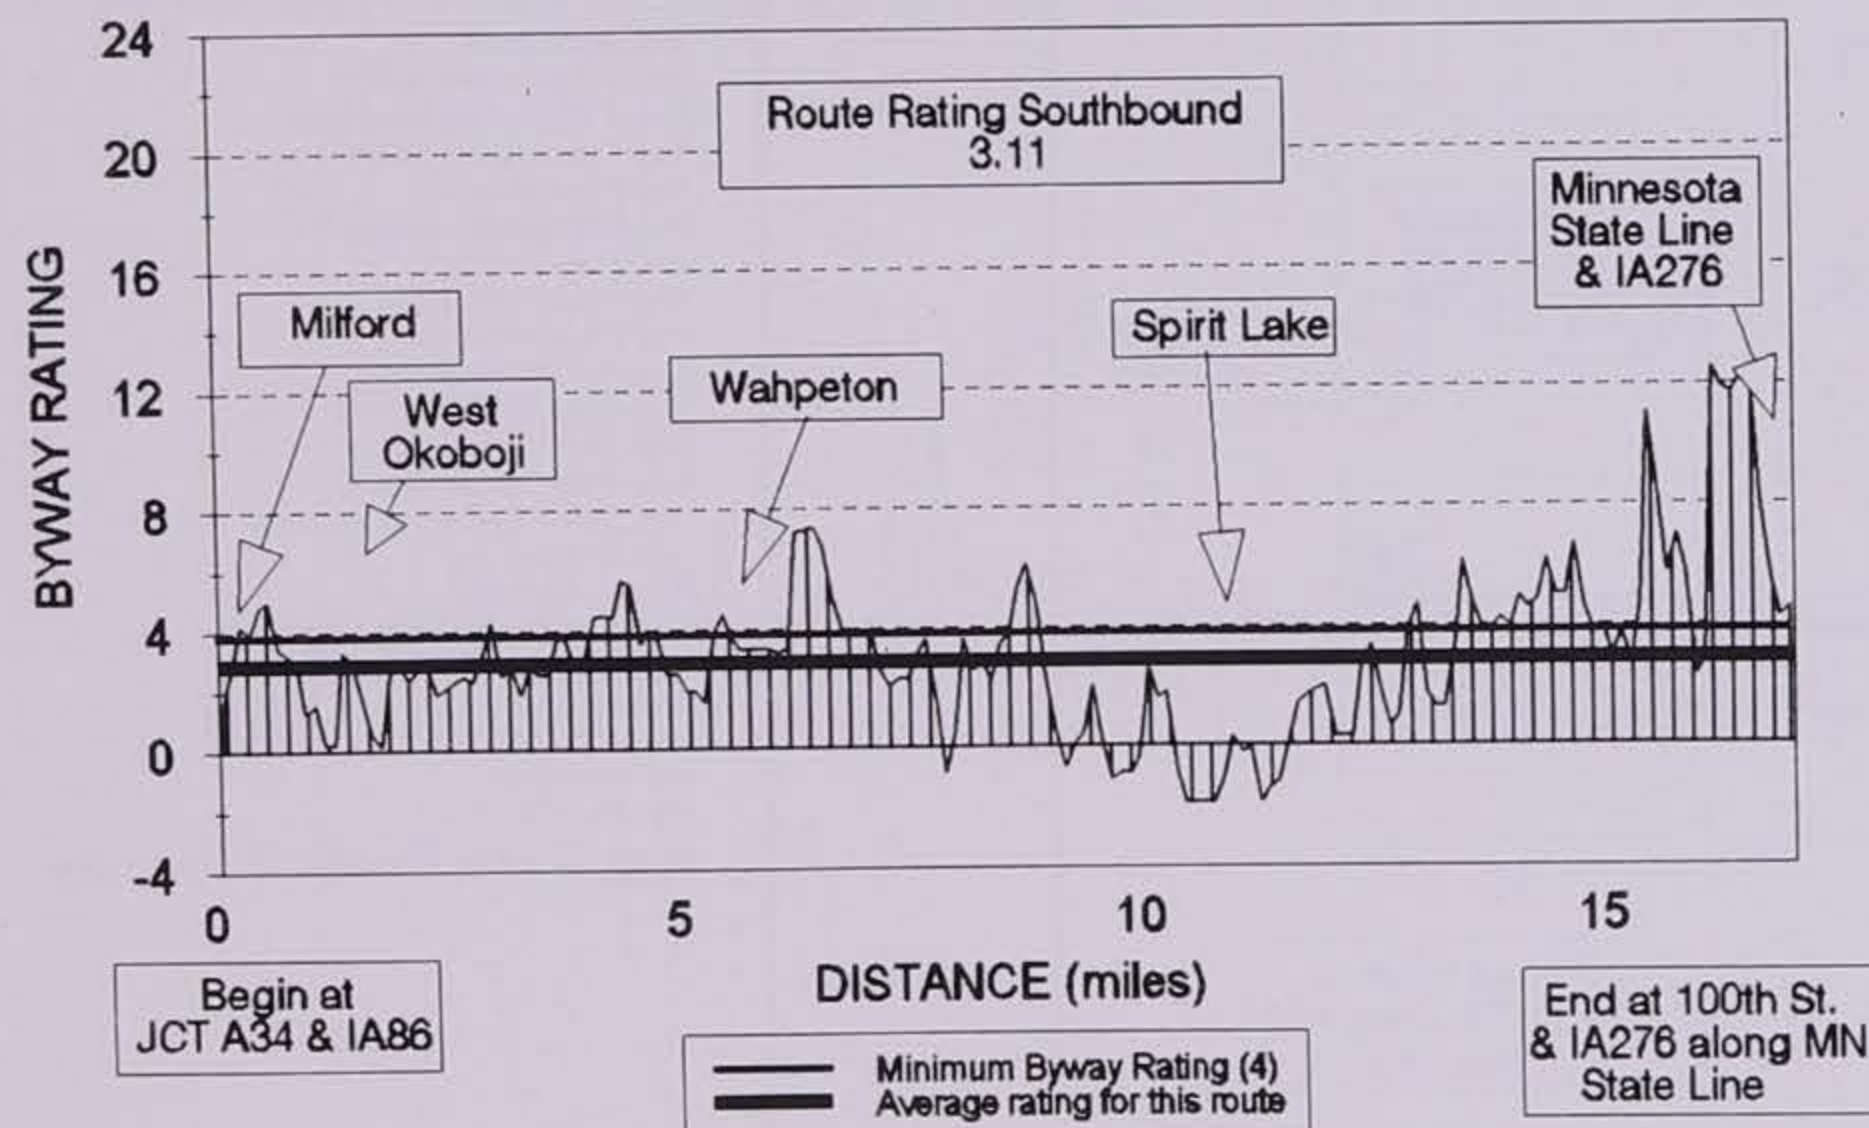 24
20
16
12
8
4
0
-4
BYWAY RATING
Route Rating Southbound
3.11
Minnesota
State Line
& IA276
Milford
West
Okoboji
Wahpeton
Spirit Lake
0
5
10
15
DISTANCE (miles)
Begin at
JCT A34 & IA86
Minimum Byway Rating (4)
Average rating for this route
End at 100th St.
& IA276 along MN
State Line